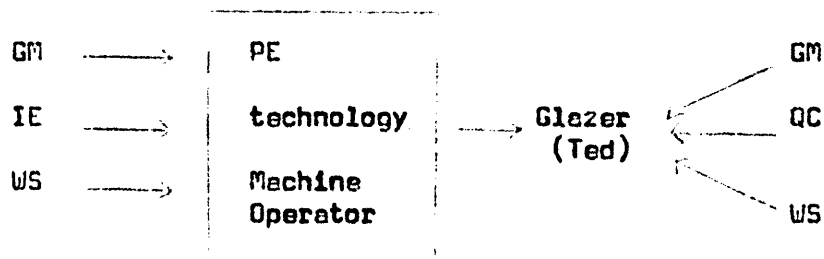 GM PE GM
IE technology Glazer QC
(Ted)
WS Machine WS
Operator